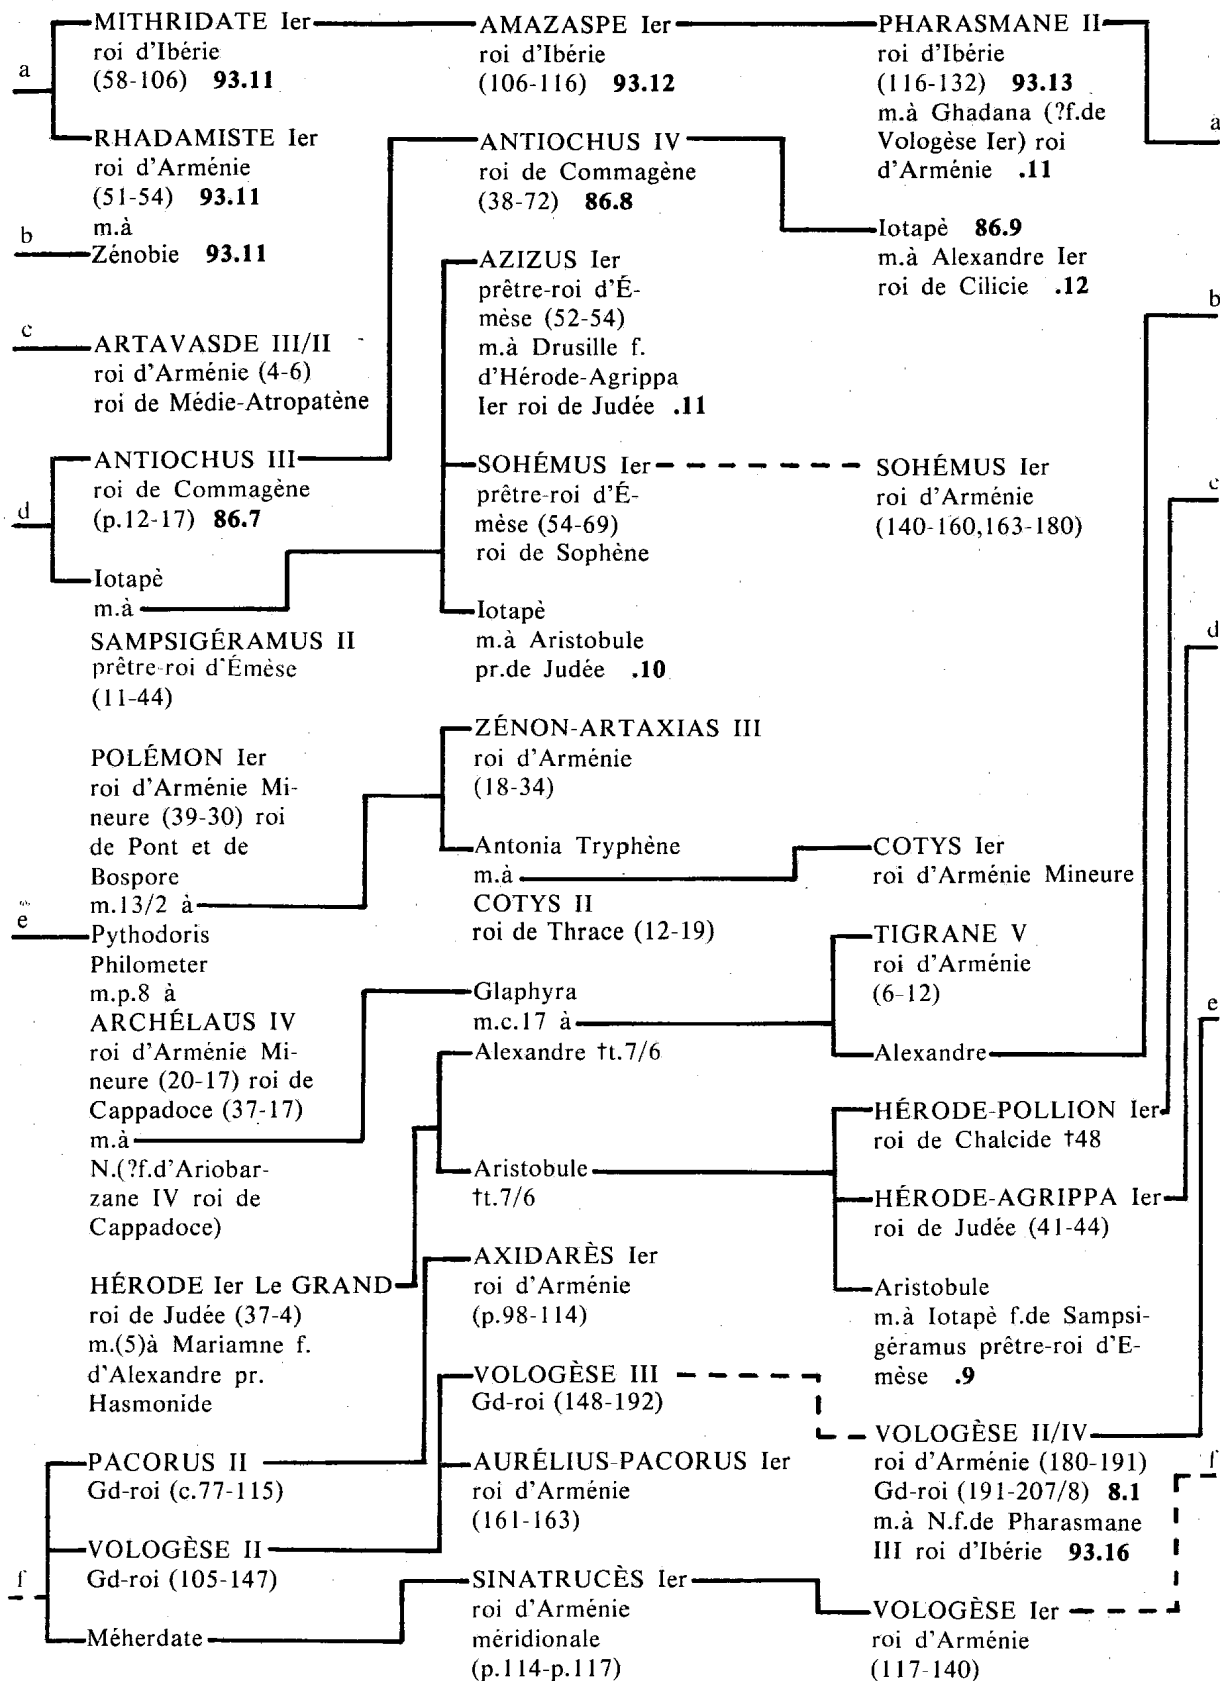 a
MITHRIDATE Ier
roi d'Ibérie
(58-106) 93.11
RHADAMISTE Ier
roi d'Arménie
(51-54) 93.11
m.à
b
Zénobie 93.11
c
ARTAVASDE III/II
roi d'Arménie (4-6)
roi de Médie-Atropatène
d
ANTIOCHUS III
roi de Commagène
(p.12-17) 86.7
Iotapè
m.à
SAMPSIGÉRAMUS II
prêtre-roi d'Émèse
(11-44)
POLÉMON Ier
roi d'Arménie Mi-
neure (39-30) roi
de Pont et de
Bospore
m.13/2 à
e
Pythodoris
Philometer
m.p.8 à
ARCHÉLAUS IV
roi d'Arménie Mi-
neure (20-17) roi de
Cappadoce (37-17)
m.à
N.(?f.d'Ariobar-
zane IV roi de
Cappadoce)
HÉRODE Ier Le GRAND
roi de Judée (37-4)
m.(5)à Mariamne f.
d'Alexandre pr.
Hasmonide
PACORUS II
Gd-roi (c.77-115)
VOLOGÈSE II
Gd-roi (105-147)
f
Méherdate
AMAZASPE Ier
roi d'Ibérie
(106-116) 93.12
ANTIOCHUS IV
roi de Commagène
(38-72) 86.8
AZIZUS Ier
prêtre-roi d'É-
mèse (52-54)
m.à Drusille f.
d'Hérode-Agrippa
Ier roi de Judée .11
SOHÉMUS Ier
prêtre-roi d'É-
mèse (54-69)
roi de Sophène
Iotapè
m.à Aristobule
pr.de Judée .10
ZÉNON-ARTAXIAS III
roi d'Arménie
(18-34)
Antonia Tryphène
m.à
COTYS II
roi de Thrace (12-19)
Glaphyra
m.c.17 à
Alexandre †t.7/6
Aristobule
†t.7/6
AXIDARÈS Ier
roi d'Arménie
(p.98-114)
VOLOGÈSE III
Gd-roi (148-192)
AURÉLIUS-PACORUS Ier
roi d'Arménie
(161-163)
SINATRUCÈS Ier
roi d'Arménie
méridionale
(p.114-p.117)
PHARASMANE II
roi d'Ibérie
(116-132) 93.13
m.à Ghadana (?f.de
Vologèse Ier) roi
d'Arménie .11
Iotapè 86.9
m.à Alexandre Ier
roi de Cilicie .12
SOHÉMUS Ier
roi d'Arménie
(140-160,163-180)
COTYS Ier
roi d'Arménie Mineure
TIGRANE V
roi d'Arménie
(6-12)
Alexandre
HÉRODE-POLLION Ier
roi de Chalcide †48
HÉRODE-AGRIPPA Ier
roi de Judée (41-44)
Aristobule
m.à Iotapè f.de Sampsi-
géramus prêtre-roi d'E-
mèse .9
VOLOGÈSE II/IV
roi d'Arménie (180-191)
Gd-roi (191-207/8) 8.1
m.à N.f.de Pharasmane
III roi d'Ibérie 93.16
VOLOGÈSE Ier
roi d'Arménie
(117-140)
a
b
c
d
e
f